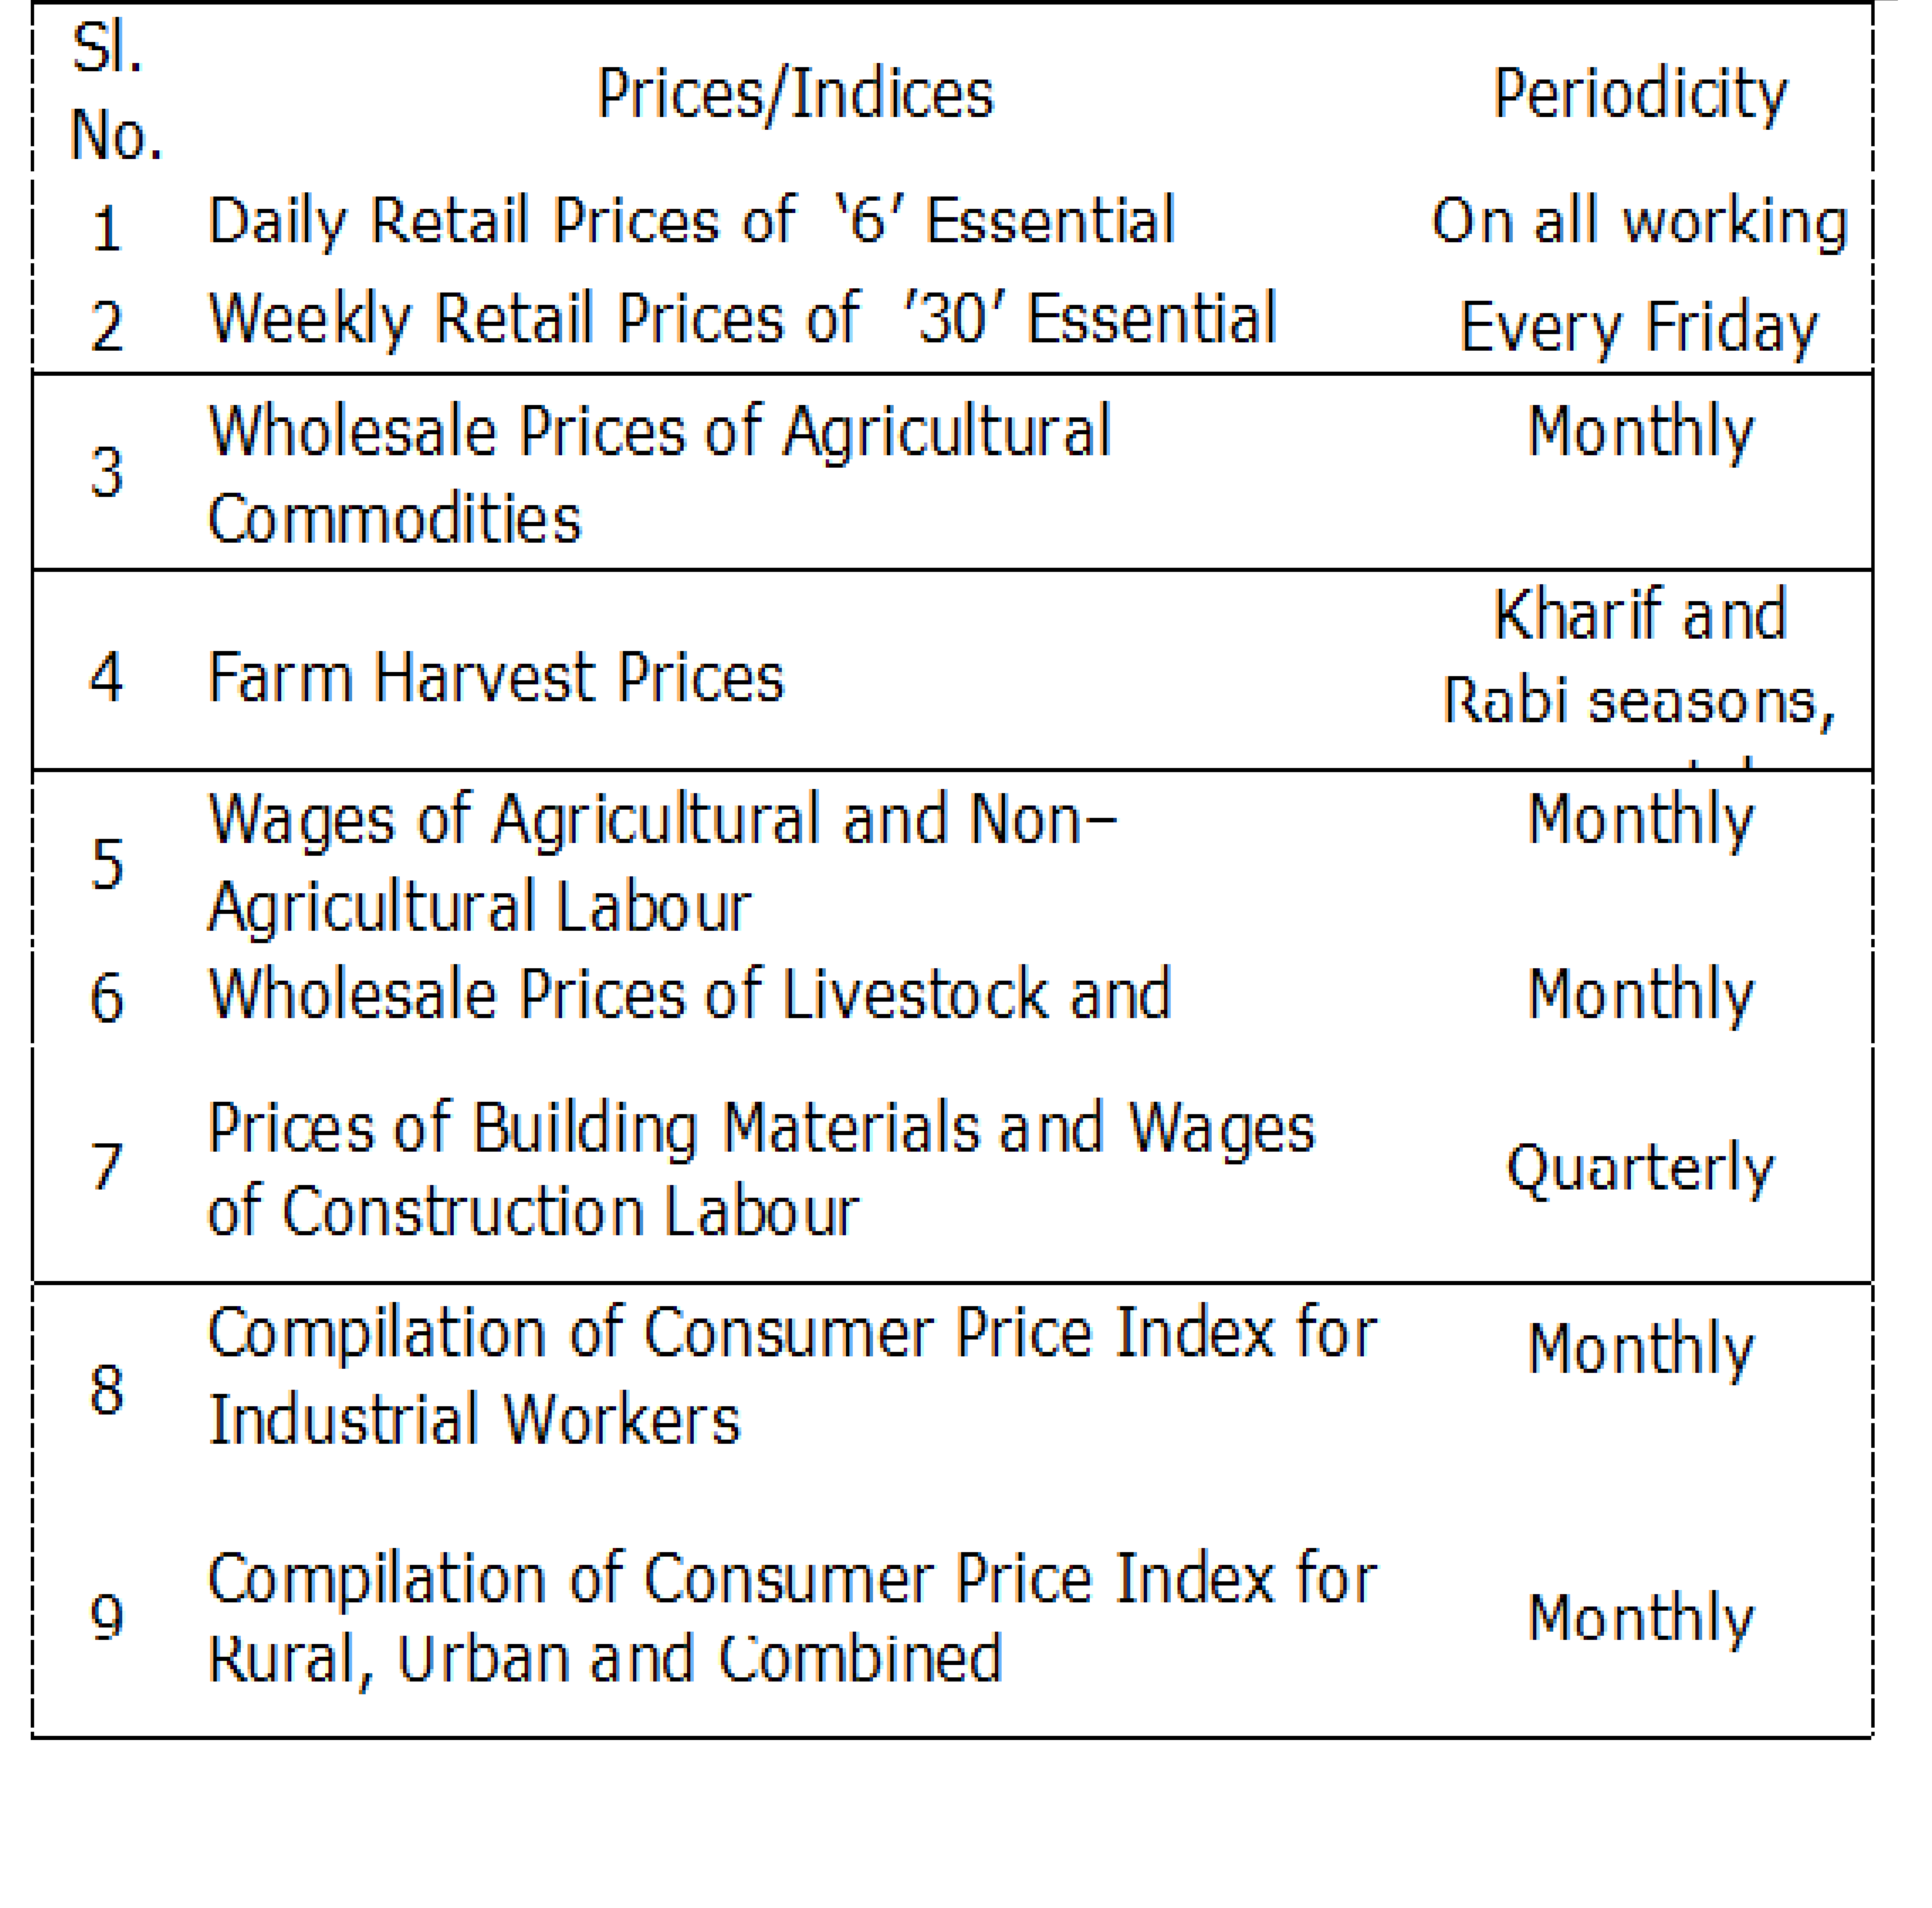 Sl.
No.
Prices/Indices
Periodicity
1
Daily Retail Prices of ‘6’ Essential
On all working
2
Weekly Retail Prices of ’30’ Essential
Every Friday
3
Wholesale Prices of Agricultural
Commodities
Monthly
4
Farm Harvest Prices
Kharif and
Rabi seasons,
5
Wages of Agricultural and Non–
Agricultural Labour
Monthly
6
Wholesale Prices of Livestock and
Monthly
7
Prices of Building Materials and Wages
of Construction Labour
Quarterly
8
Compilation of Consumer Price Index for
Industrial Workers
Monthly
9
Compilation of Consumer Price Index for
Rural, Urban and Combined
Monthly